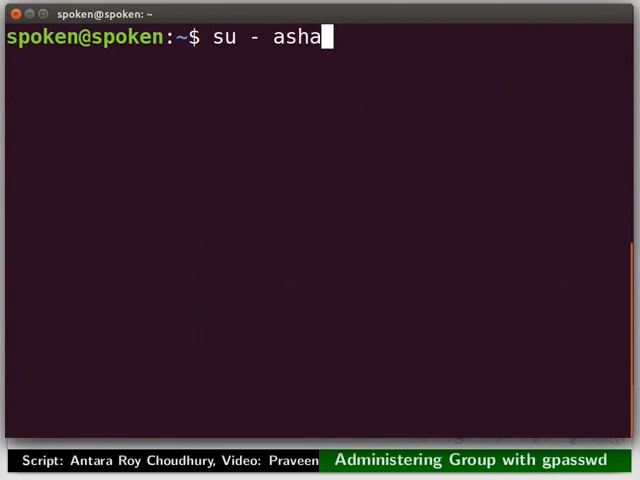 spoken@spoken: ~
spoken@spoken:~$ su - asha
Script: Antara Roy Choudhury, Video: Praveen
Administering Group with gpasswd